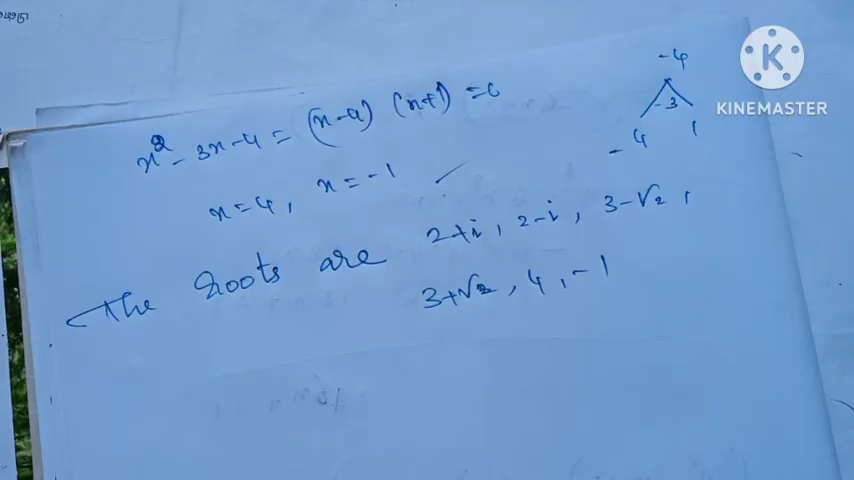 -4
x² - 3x - 4 = (x-4) (x+1) = 0
-3
-4 1
x = 4, x = -1
The roots are 2+i, 2-i, 3-√2,
3+√2, 4, -1
KINEMASTER